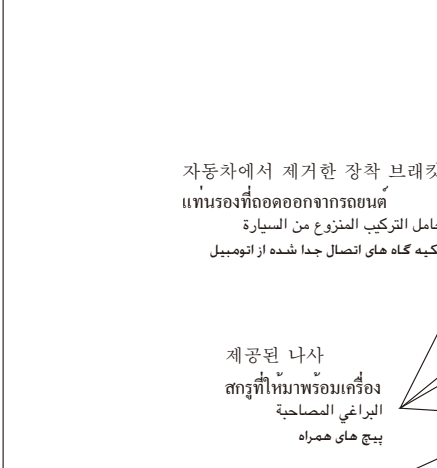 자동차에서 제거한 장착 브래킷
แท่นรองที่ถอดออกจากรถยนต์
التركيب المنزوع من السيارة
گاه های اتصال جدا شده از اتومبیل
제공된 나사
สกรูที่ให้มาพร้อมเครื่อง
البراغي المصاحبة
پیچ های همراه